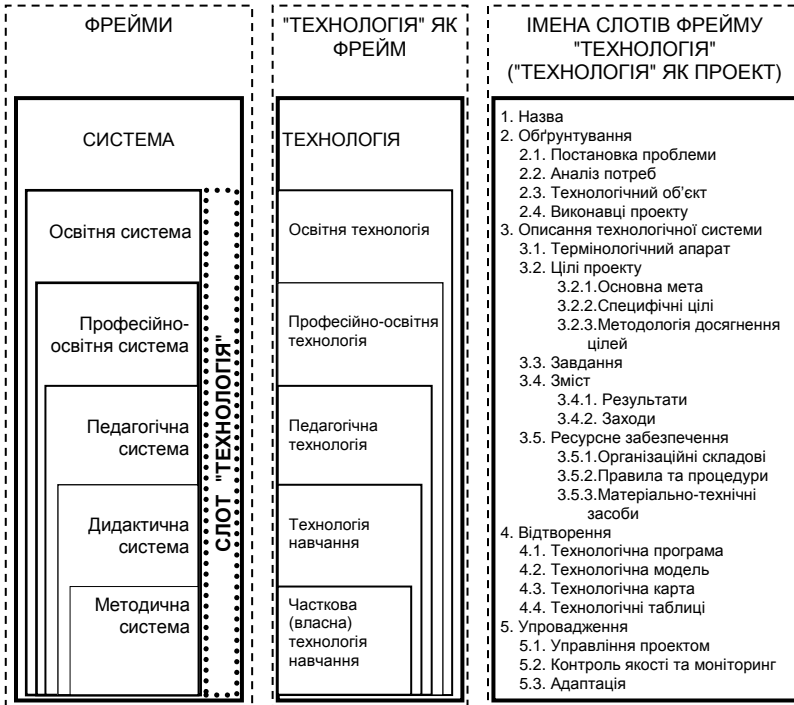 ФРЕЙМИ
СИСТЕМА
Освітня система
Професійно-
освітня система
Педагогічна
система
Дидактична
система
Методична
система
СЛОТ "ТЕХНОЛОГІЯ"
"ТЕХНОЛОГІЯ" ЯК
ФРЕЙМ
ТЕХНОЛОГІЯ
Освітня технологія
Професійно-освітня
технологія
Педагогічна
технологія
Технологія
навчання
Часткова
(власна)
технологія
навчання
ІМЕНА СЛОТІВ ФРЕЙМУ
"ТЕХНОЛОГІЯ"
("ТЕХНОЛОГІЯ" ЯК ПРОЕКТ)
1. Назва
2. Обґрунтування
2.1. Постановка проблеми
2.2. Аналіз потреб
2.3. Технологічний об’єкт
2.4. Виконавці проекту
3. Описання технологічної системи
3.1. Термінологічний апарат
3.2. Цілі проекту
3.2.1.Основна мета
3.2.2.Специфічні цілі
3.2.3.Методологія досягнення
цілей
3.3. Завдання
3.4. Зміст
3.4.1. Результати
3.4.2. Заходи
3.5. Ресурсне забезпечення
3.5.1.Організаційні складові
3.5.2.Правила та процедури
3.5.3.Матеріально-технічні
засоби
4. Відтворення
4.1. Технологічна програма
4.2. Технологічна модель
4.3. Технологічна карта
4.4. Технологічні таблиці
5. Упровадження
5.1. Управління проектом
5.2. Контроль якості та моніторинг
5.3. Адаптація